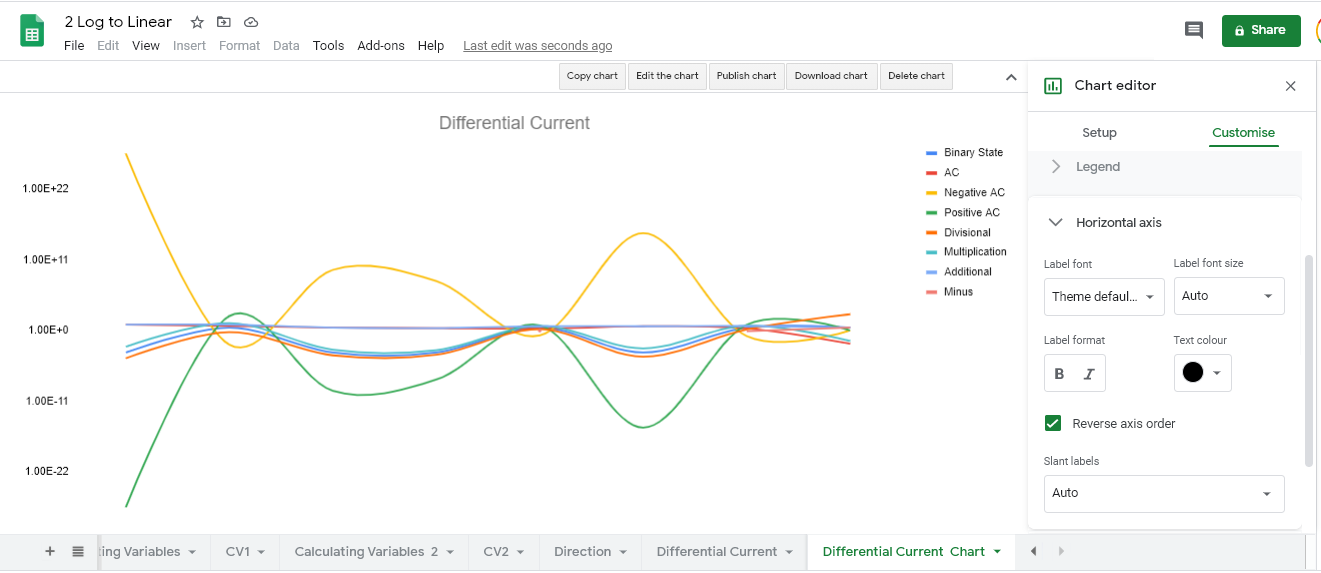 2 Log to Linear
File Edit View Insert Format Data Tools Add-ons Help Last edit was seconds ago
Share
Copy chart Edit the chart Publish chart Download chart Delete chart
Chart editor
Setup Customise
Legend
Horizontal axis
Label font Label font size
Theme defaul... Auto
Label format Text colour
B I
Reverse axis order
Slant labels
Auto
Differential Current
1.00E+22
1.00E+11
1.00E+0
1.00E-11
1.00E-22
Binary State
AC
Negative AC
Positive AC
Divisional
Multiplication
Additional
Minus
ing Variables CV1 Calculating Variables 2 CV2 Direction Differential Current Differential Current Chart